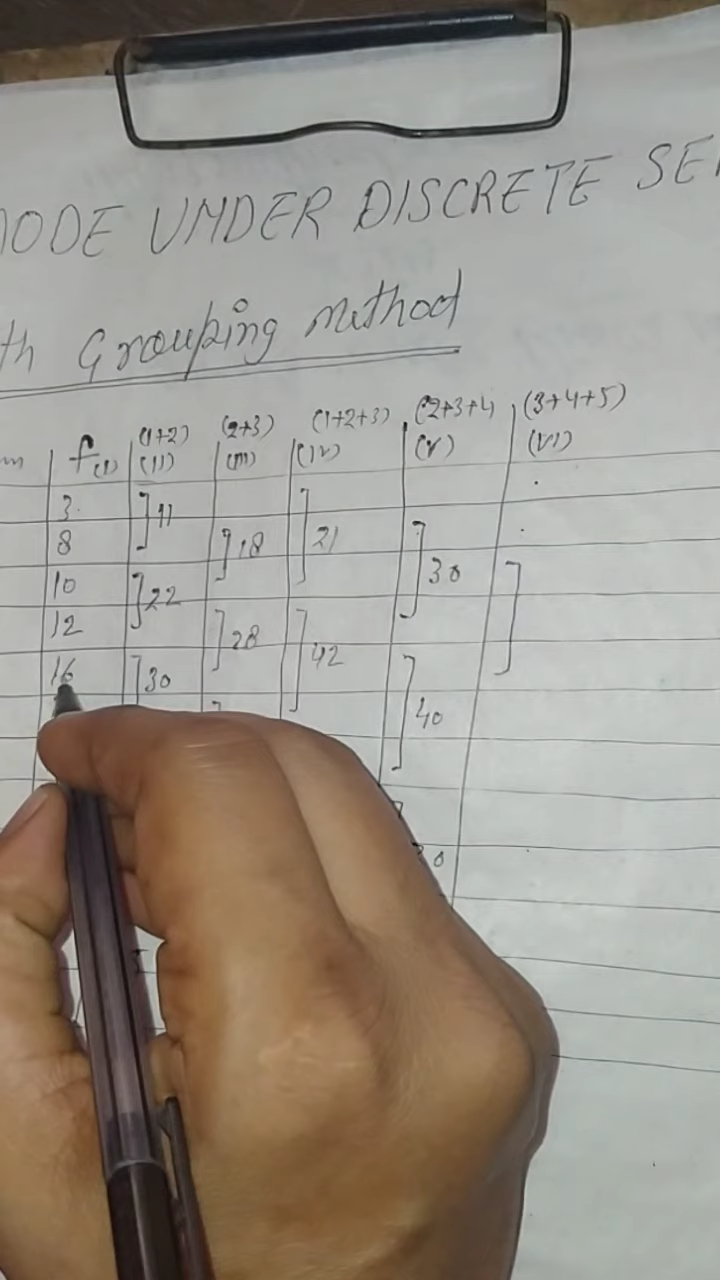 MODE UNDER DISCRETE SE
th Grouping method
(1+2) (2+3) (1+2+3) (2+3+4 (3+4+5)
f(I) (II) (III) (IV) (V) (VI)
3 11
8 18 21
10 22 30
12 28 42
16 30 40